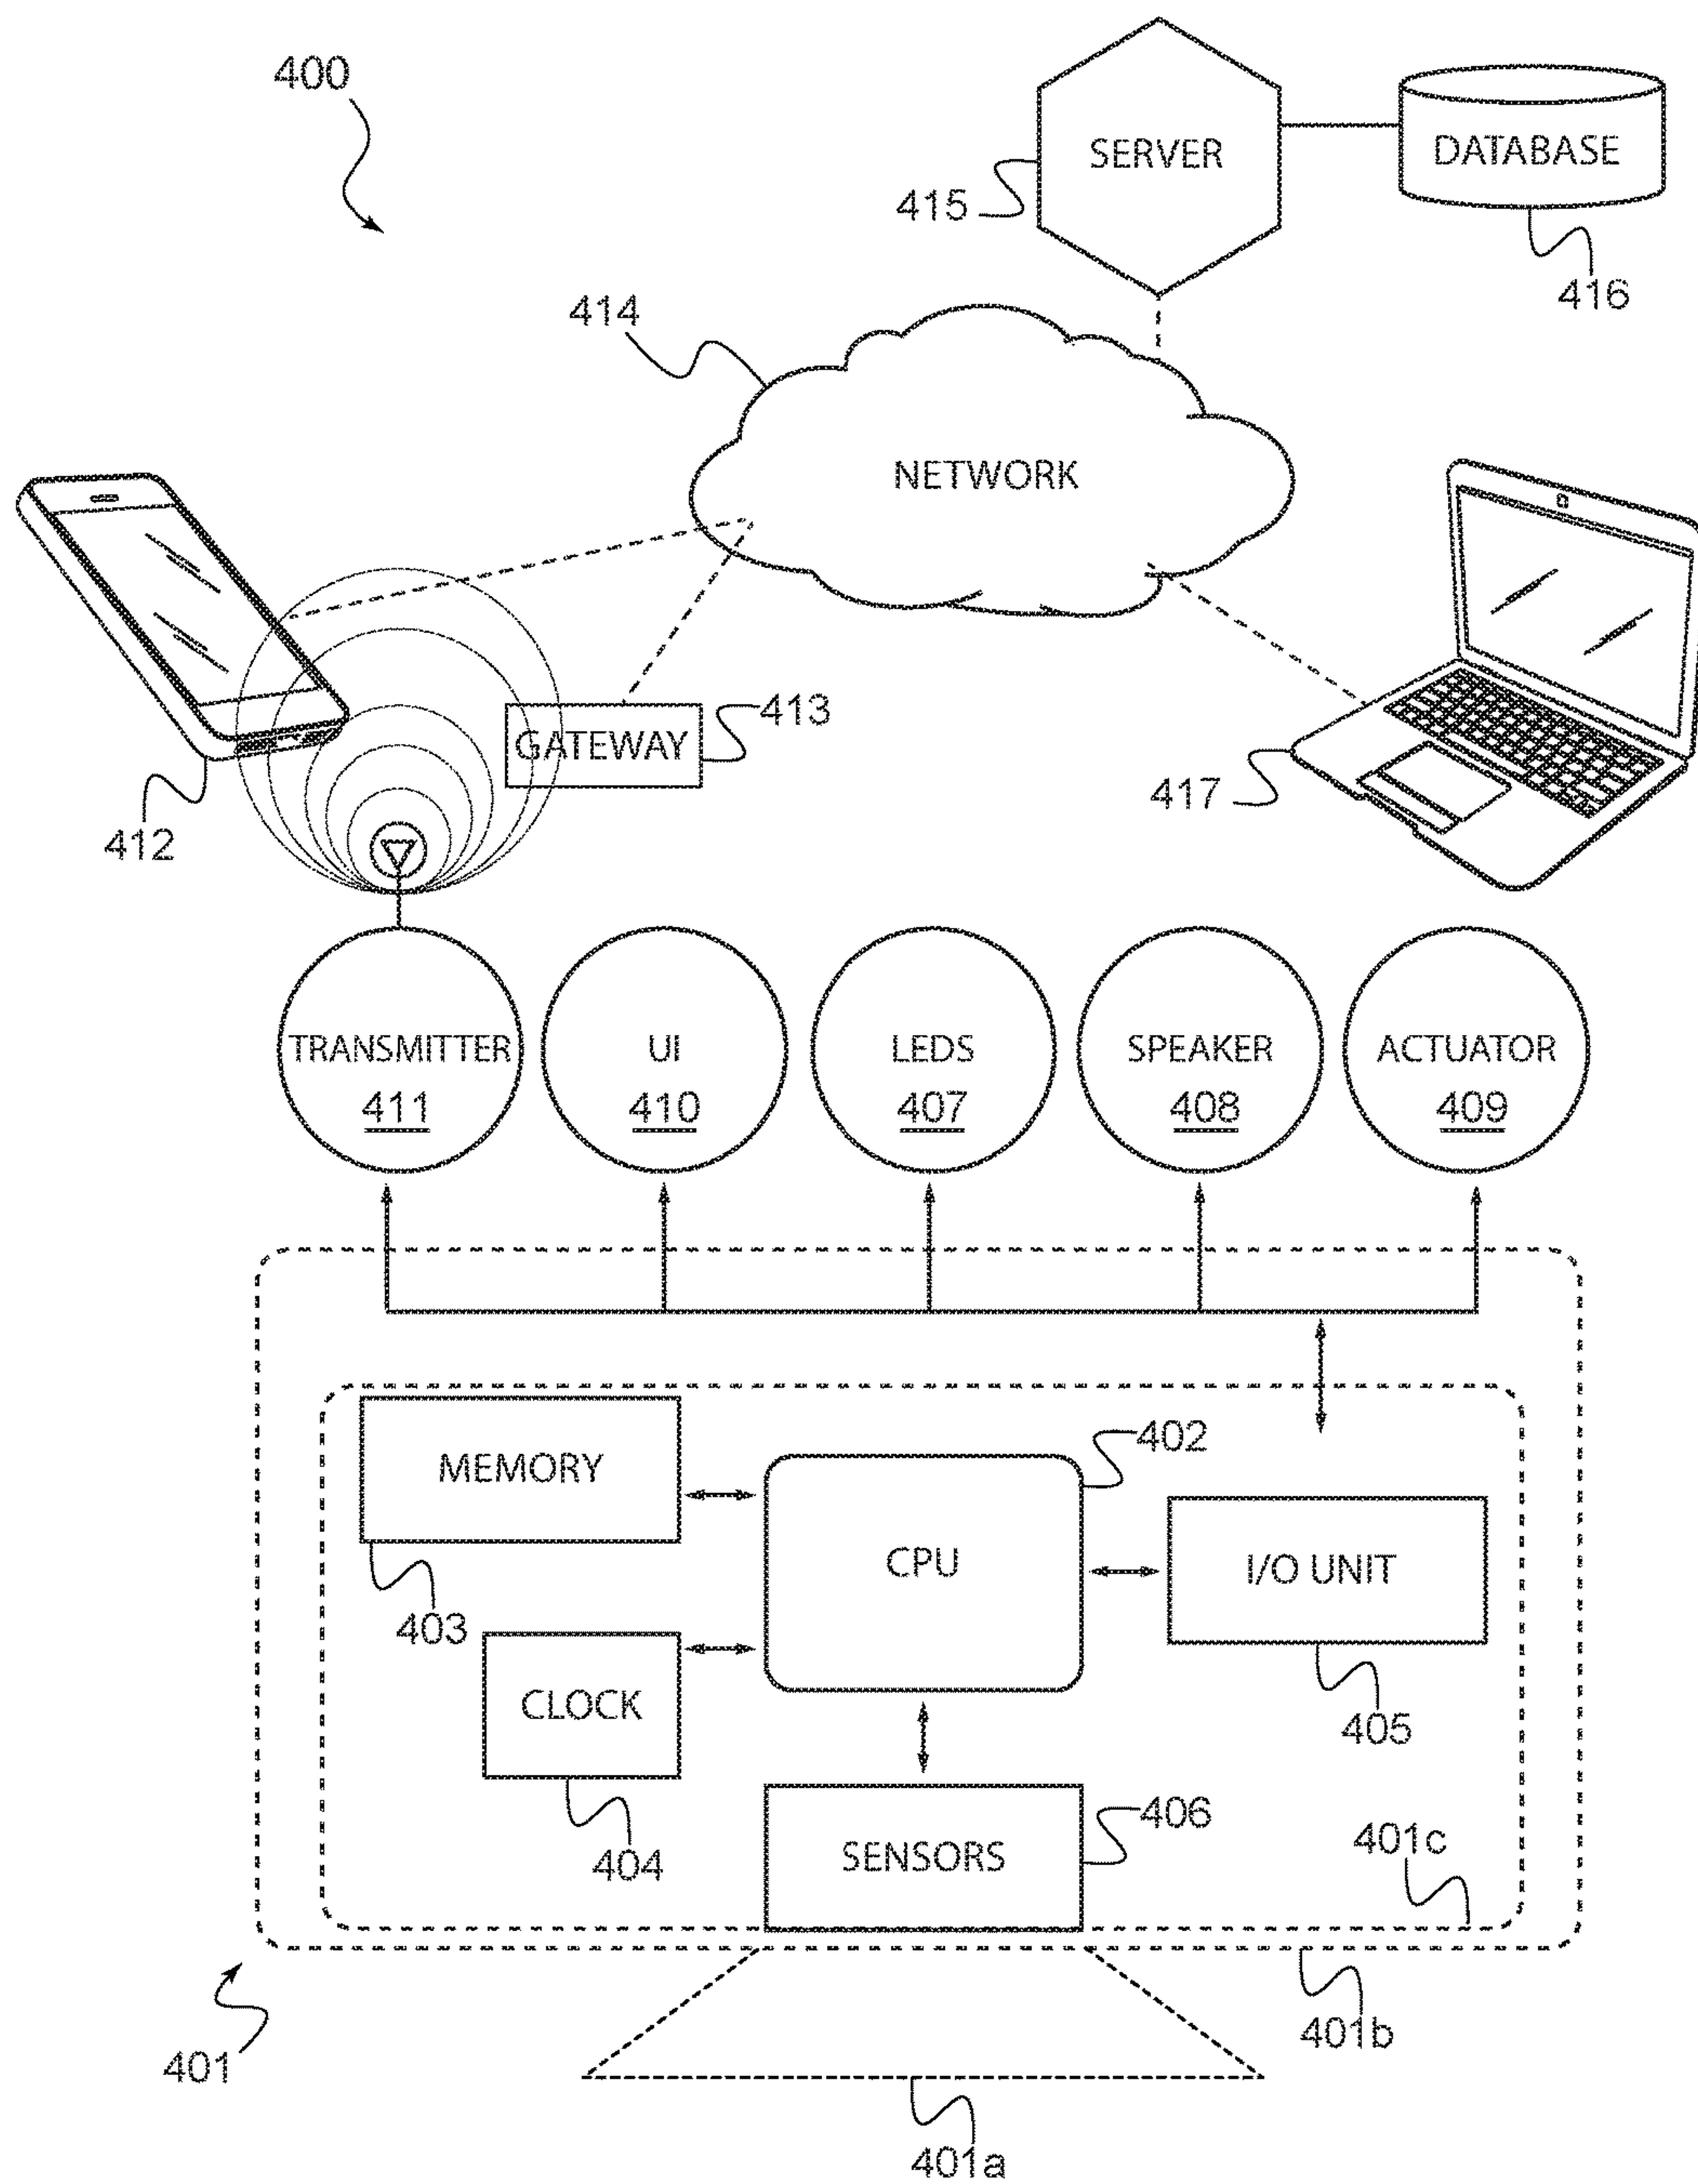 400
SERVER
DATABASE
415
416
414
NETWORK
413
GATEWAY
417
412
TRANSMITTER
411
UI
410
LEDS
407
SPEAKER
408
ACTUATOR
409
402
MEMORY
CPU
I/O UNIT
403
CLOCK
405
404
406
SENSORS
401c
401b
401
401a